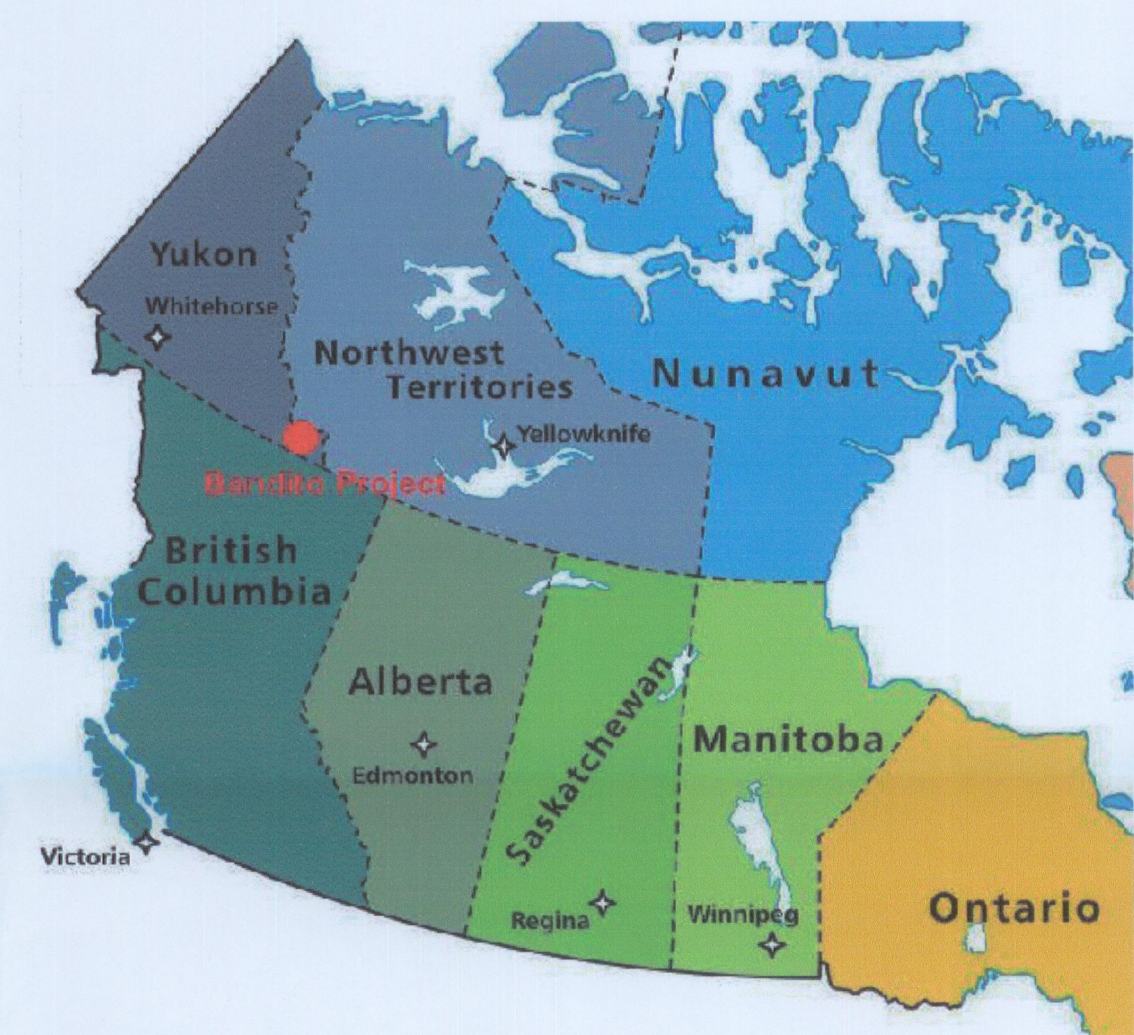 Yukon
Whitehorse
Northwest
Territories
Nunavut
Yellowknife
Bandito Project
British
Columbia
Alberta
Edmonton
Saskatchewan
Manitoba
Victoria
Regina
Winnipeg
Ontario